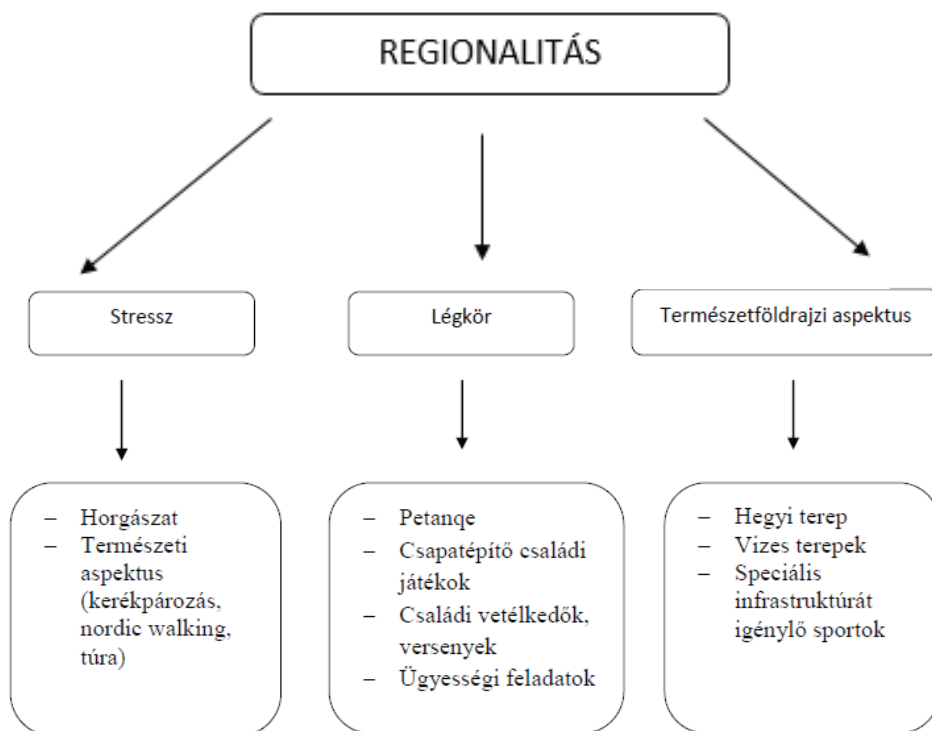 REGIONALITÁS
Stressz
Légkör
Természetföldrajzi aspektus
– Horgászat
– Természeti
aspektus
(kerékpározás,
nordic walking,
túra)
– Petanqe
– Csapatépítő családi
játékok
– Családi vetélkedők,
versenyek
– Ügyességi feladatok
– Hegyi terep
– Vizes terepek
– Speciális
infrastruktúrát
igénylő sportok